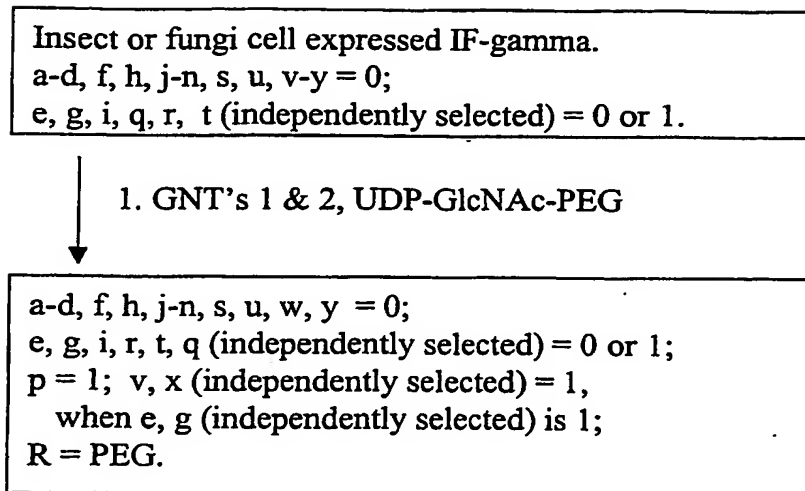 Insect or fungi cell expressed IF-gamma.
a-d, f, h, j-n, s, u, v-y = 0;
e, g, i, q, r, t (independently selected) = 0 or 1.
1. GNT's 1 & 2, UDP-GlcNAc-PEG
a-d, f, h, j-n, s, u, w, y = 0;
e, g, i, r, t, q (independently selected) = 0 or 1;
p = 1; v, x (independently selected) = 1,
when e, g (independently selected) is 1;
R = PEG.